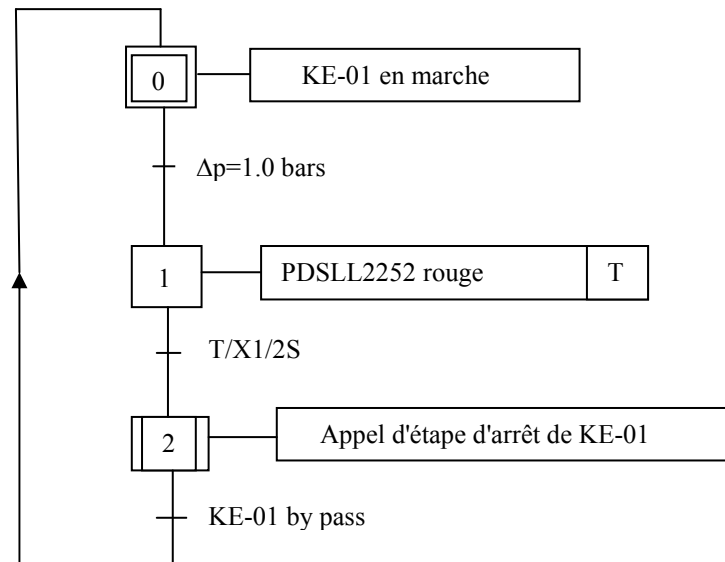 0
KE-01 en marche
Δp=1.0 bars
1
PDSLL2252 rouge
T
T/X1/2S
2
Appel d'étape d'arrêt de KE-01
KE-01 by pass